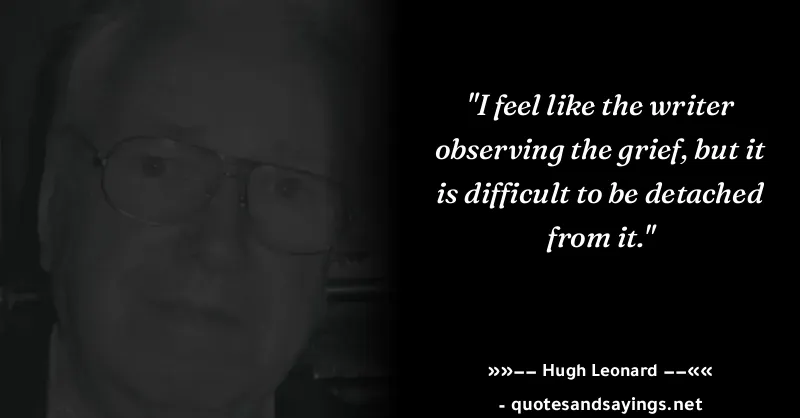 "I feel like the writer
observing the grief, but it
is difficult to be detached
from it."
»»−− Hugh Leonard −−««
- quotesandsayings.net